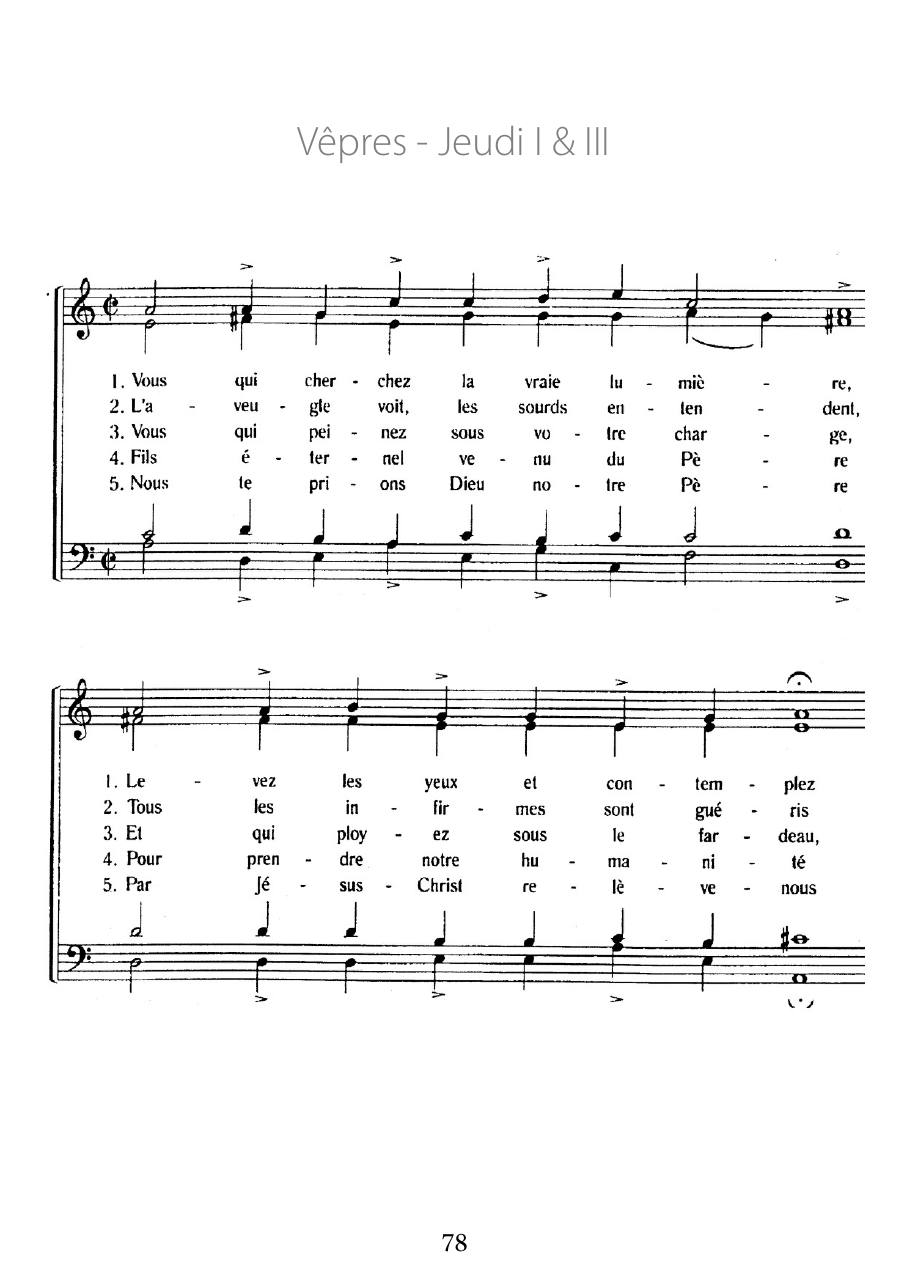 Vêpres - Jeudi I & III
1. Vous qui cher - chez la vraie lu - miè - re,
2. L'a - veu - gle voit, les sourds en - ten - dent,
3. Vous qui pei - nez sous vo - tre char - ge,
4. Fils é - ter - nel ve - nu du Pè - re
5. Nous te pri - ons Dieu no - tre Pè - re
1. Le - vez les yeux et con - tem - plez
2. Tous les in - fir - mes sont gué - ris
3. Et qui ploy - ez sous le far - deau,
4. Pour pren - dre notre hu - ma - ni - té
5. Par Jé - sus - Christ re - lè - ve - nous
78